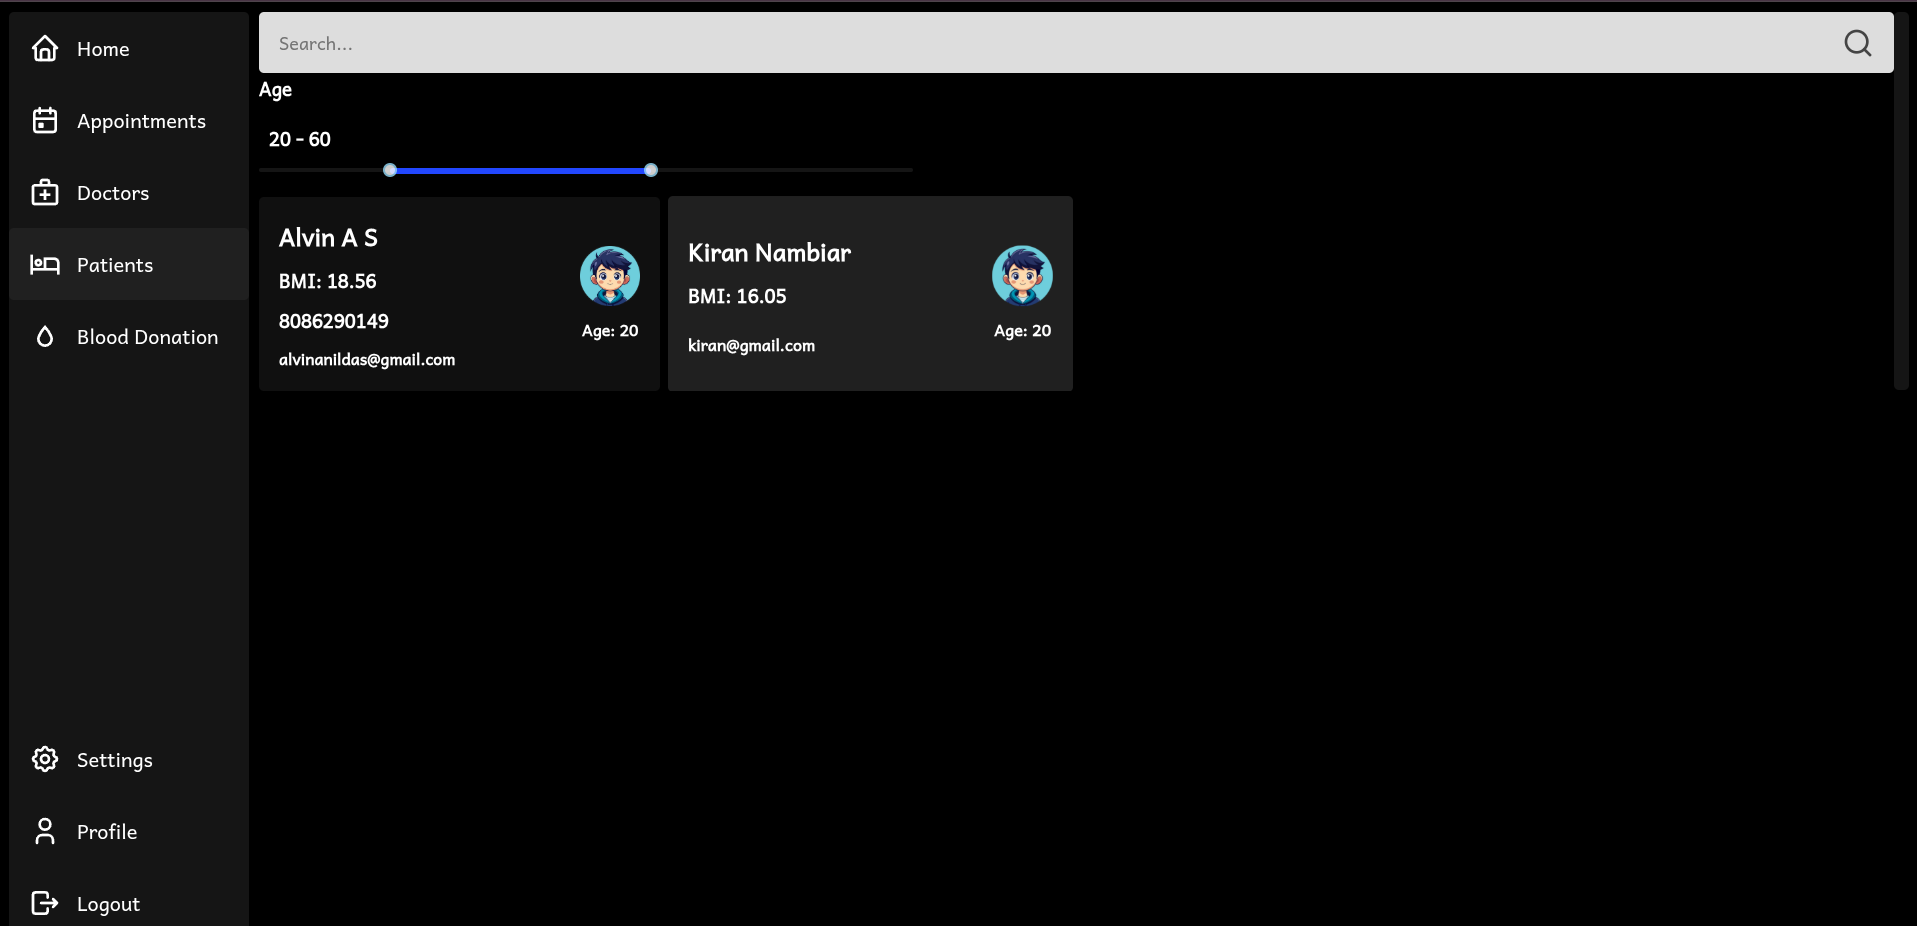 Home
Appointments
Doctors
Patients
Blood Donation
Settings
Profile
Logout
Search...
Age
20 - 60
Alvin A S
BMI: 18.56
8086290149
alvinanildas@gmail.com
Age: 20
Kiran Nambiar
BMI: 16.05
kiran@gmail.com
Age: 20